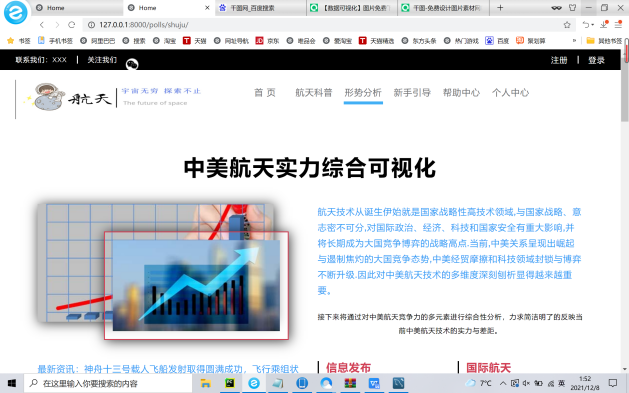 Home
Home
千图网_百度搜索
【数据可视化】图片免费下
千图-免费设计图片素材网
127.0.0.1:8000/polls/shuju/
书签 手机书签 阿里巴巴 搜索 淘宝 天猫 网址导航 京东 唯品会 爱淘宝 天猫精选 东方头条 热门游戏 百度 聚划算 » 其他书签
联系我们：XXX | 关注我们
注册 | 登录
航天
宇宙无穷 探索不止
The future of space
首 页 航天科普 形势分析 新手引导 帮助中心 个人中心
中美航天实力综合可视化
航天技术从诞生伊始就是国家战略性高技术领域,与国家战略、意
志密不可分,对国际政治、经济、科技和国家安全有重大影响,并
将长期成为大国竞争博弈的战略高点.当前,中美关系呈现出崛起
与遏制焦灼的大国竞争态势,中美经贸摩擦和科技领域封锁与博弈
不断升级.因此对中美航天技术的多维度深刻剖析显得越来越重
要。
接下来将通过对中美航天竞争力的多元进行综合性分析、力求简洁明了的反映当
前中美航天技术的实力与差距。
最新资讯：神舟十三号载人飞船发射取得圆满成功，飞行乘组状
信息发布
国际航天
在这里输入你要搜索的内容
7°C
英
1:52
2021/12/8